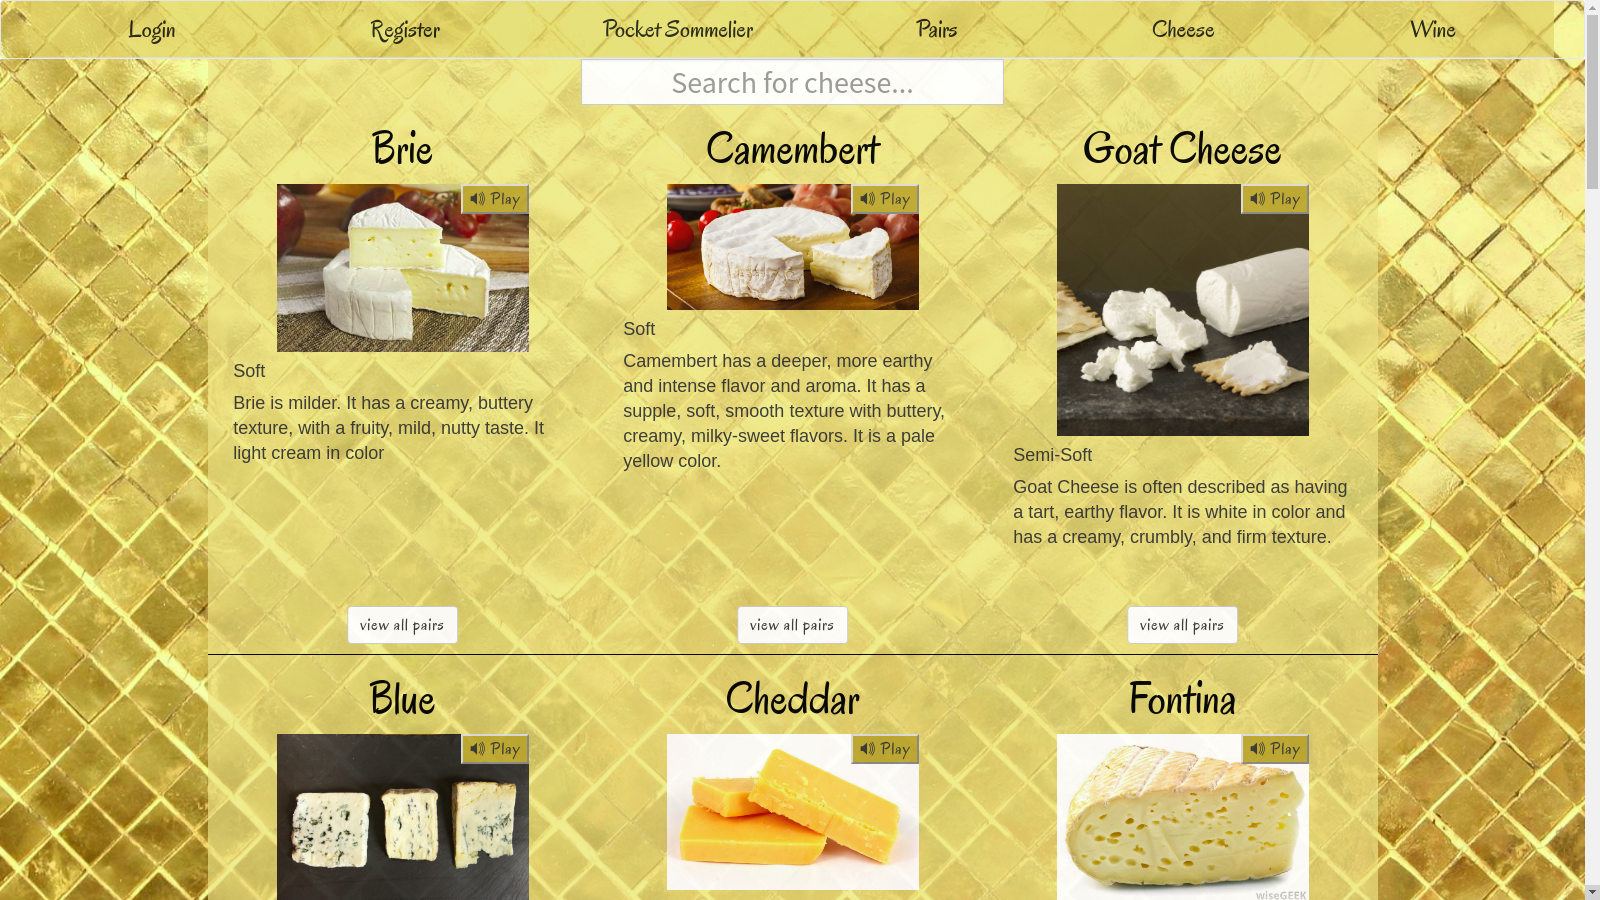 Login Register Pocket Sommelier Pairs Cheese Wine
Search for cheese...
Brie
Play
Soft
Brie is milder. It has a creamy, buttery
texture, with a fruity, mild, nutty taste. It
light cream in color
view all pairs
Camembert
Play
Soft
Camembert has a deeper, more earthy
and intense flavor and aroma. It has a
supple, soft, smooth texture with buttery,
creamy, milky-sweet flavors. It is a pale
yellow color.
view all pairs
Goat Cheese
Play
Semi-Soft
Goat Cheese is often described as having
a tart, earthy flavor. It is white in color and
has a creamy, crumbly, and firm texture.
view all pairs
Blue
Play
Cheddar
Play
Fontina
Play
wiseGEEK